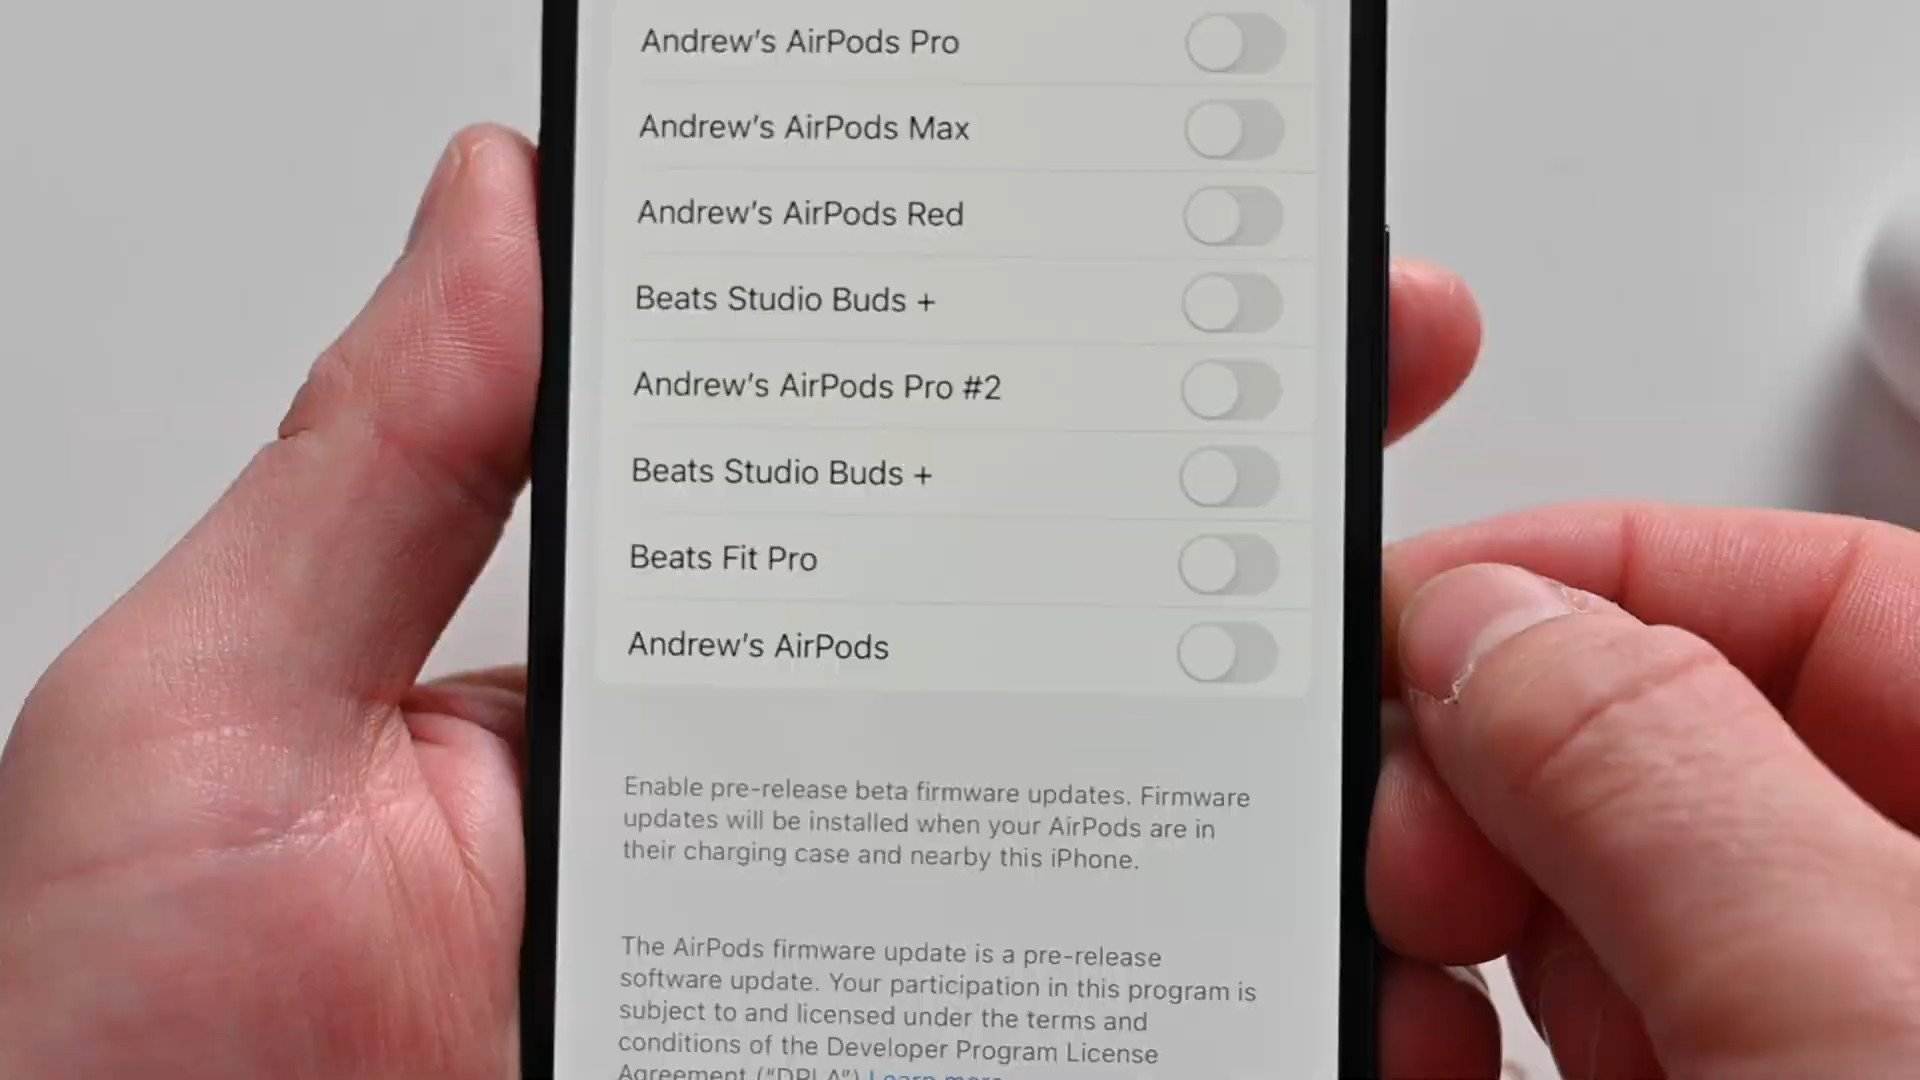 Andrew's AirPods Pro
Andrew's AirPods Max
Andrew's AirPods Red
Beats Studio Buds +
Andrew's AirPods Pro #2
Beats Studio Buds +
Beats Fit Pro
Andrew's AirPods
Enable pre-release beta firmware updates. Firmware
updates will be installed when your AirPods are in
their charging case and nearby this iPhone.
The AirPods firmware update is a pre-release
software update. Your participation in this program is
subject to and licensed under the terms and
conditions of the Developer Program License
Agreement ("DPLA") Learn more